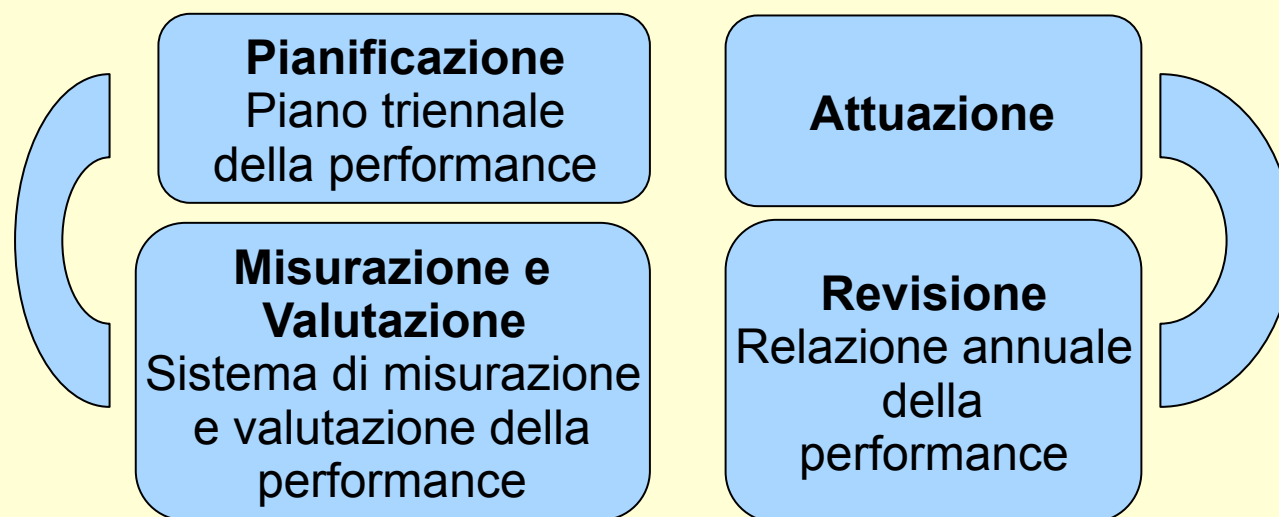 Pianificazione
Piano triennale
della performance
Attuazione
Misurazione e
Valutazione
Sistema di misurazione
e valutazione della
performance
Revisione
Relazione annuale
della
performance